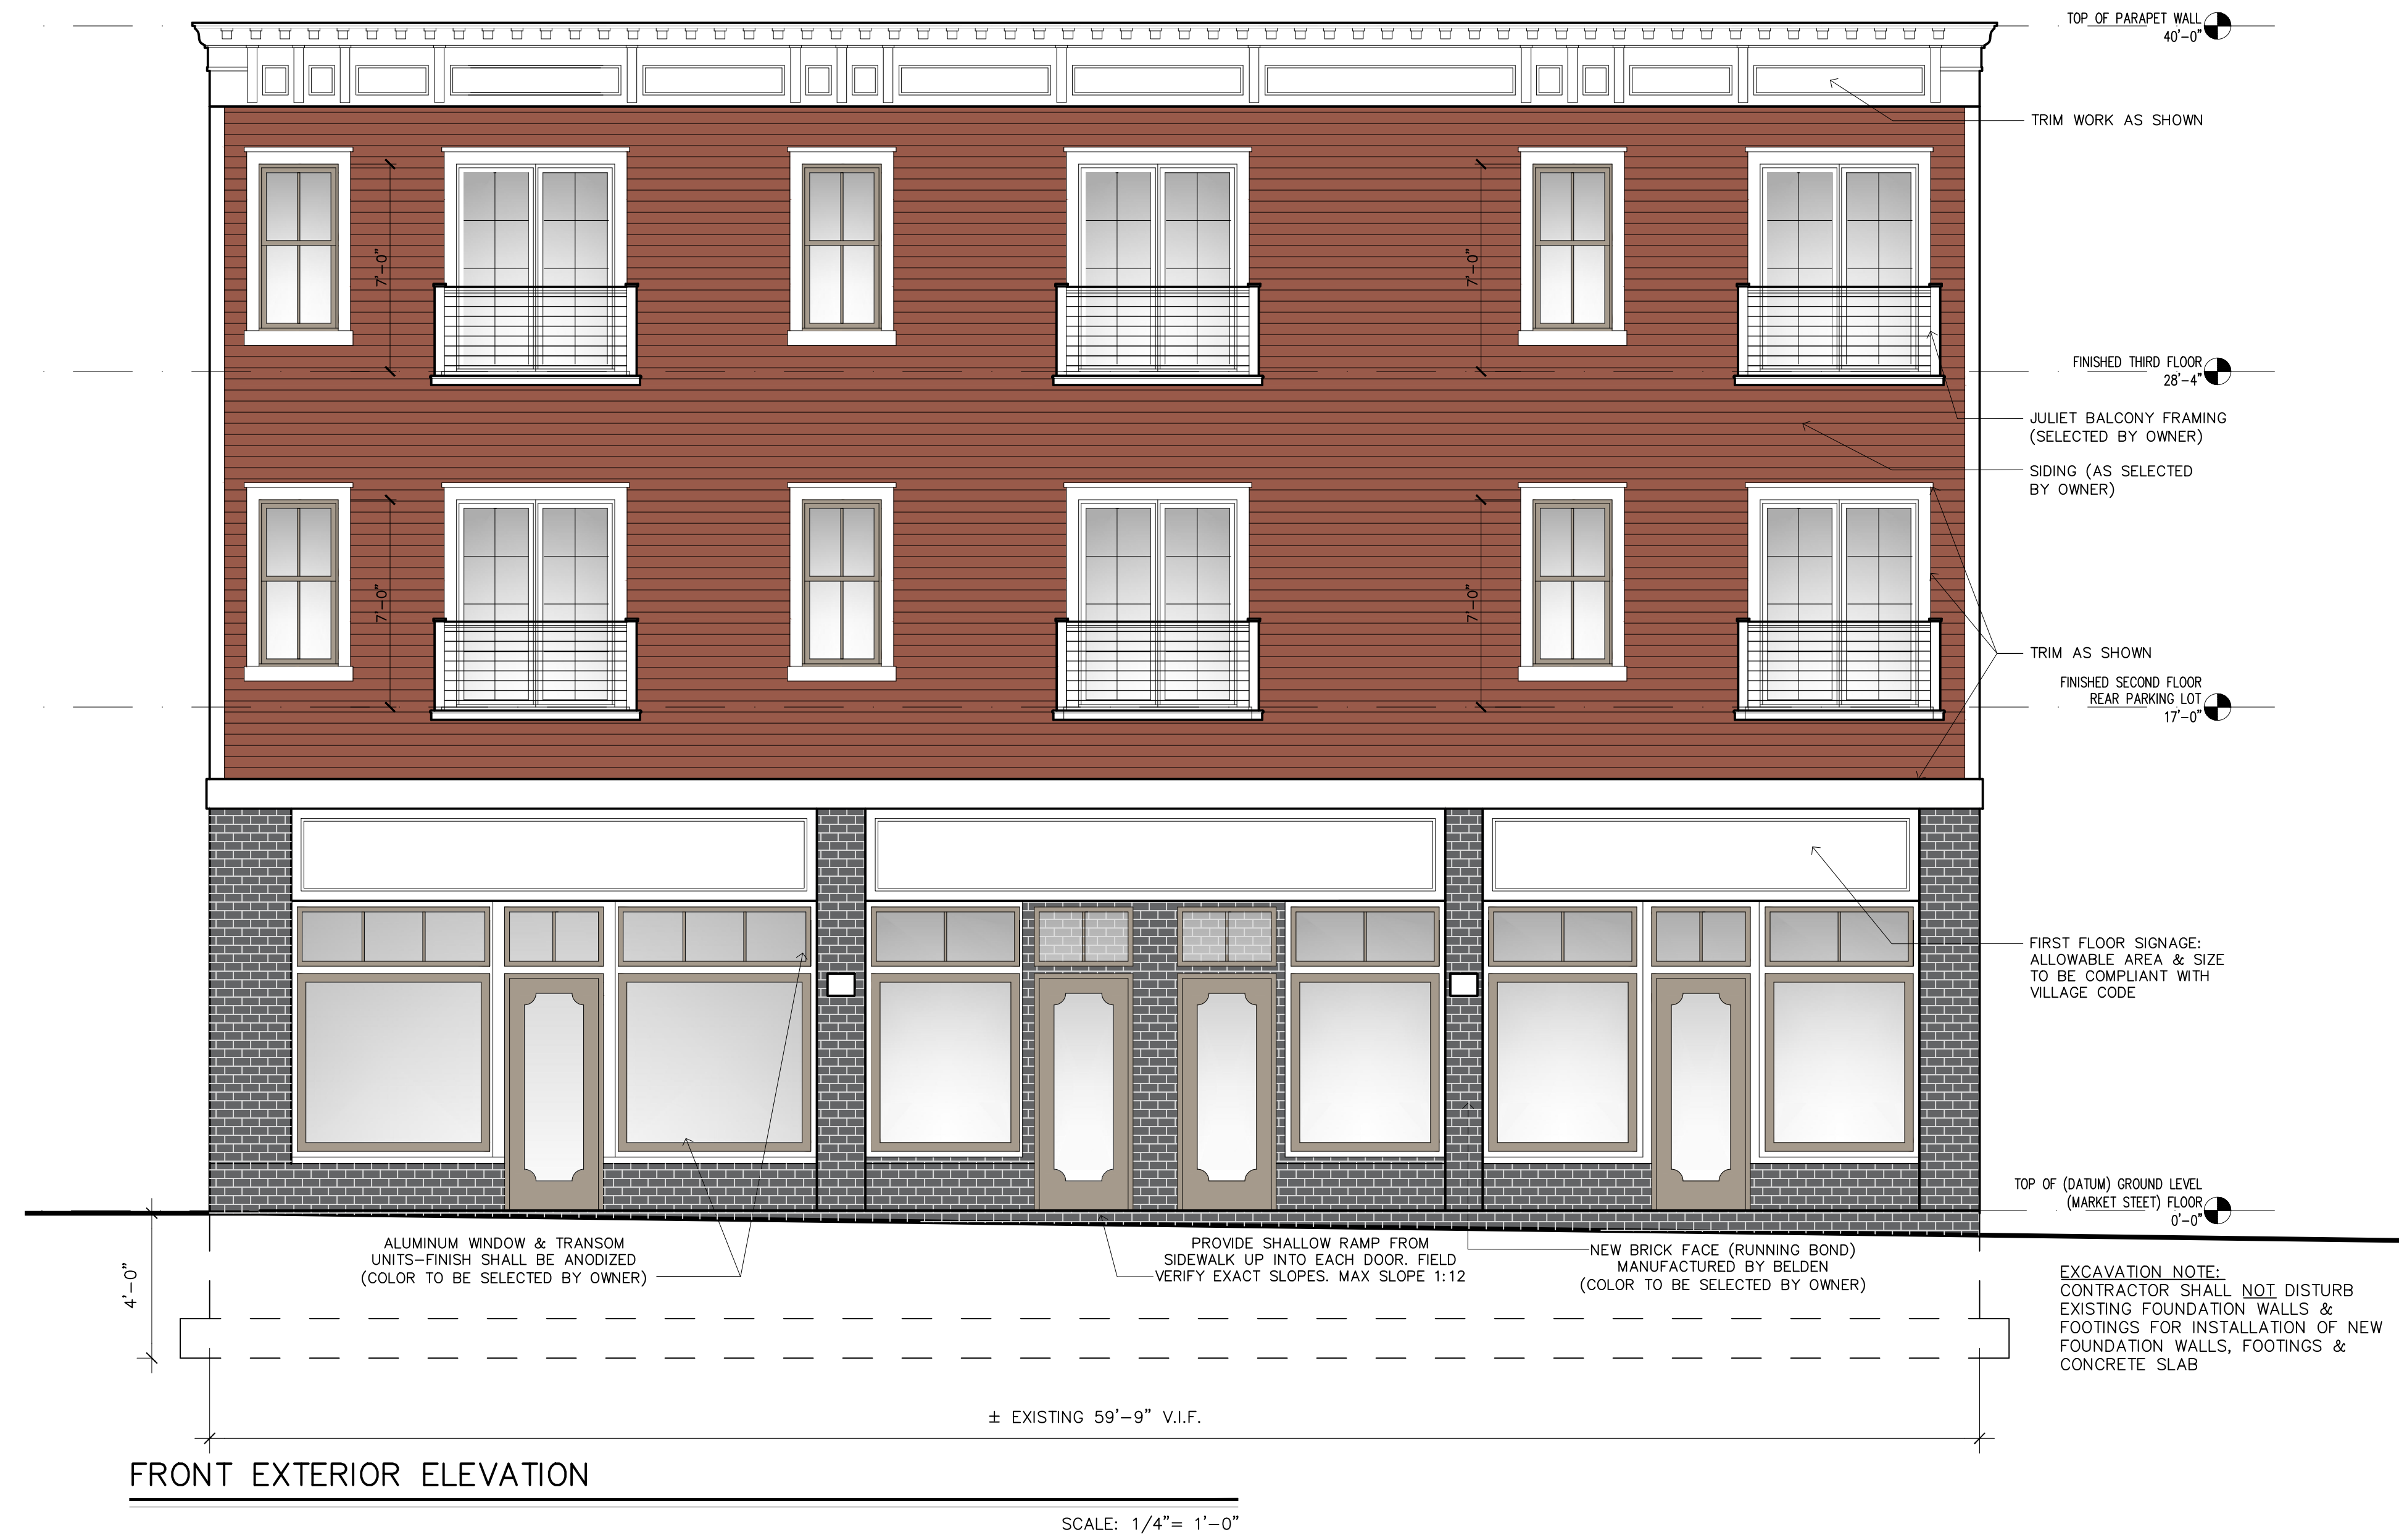 TOP OF PARAPET WALL
40'-0"
TRIM WORK AS SHOWN
7'-0"
7'-0"
FINISHED THIRD FLOOR
28'-4"
JULIET BALCONY FRAMING
(SELECTED BY OWNER)
SIDING (AS SELECTED
BY OWNER)
7'-0"
7'-0"
TRIM AS SHOWN
FINISHED SECOND FLOOR
REAR PARKING LOT
17'-0"
FIRST FLOOR SIGNAGE:
ALLOWABLE AREA & SIZE
TO BE COMPLIANT WITH
VILLAGE CODE
TOP OF (DATUM) GROUND LEVEL
(MARKET STEET) FLOOR
0'-0"
ALUMINUM WINDOW & TRANSOM
UNITS-FINISH SHALL BE ANODIZED
(COLOR TO BE SELECTED BY OWNER)
PROVIDE SHALLOW RAMP FROM
SIDEWALK UP INTO EACH DOOR. FIELD
VERIFY EXACT SLOPES. MAX SLOPE 1:12
NEW BRICK FACE (RUNNING BOND)
MANUFACTURED BY BELDEN
(COLOR TO BE SELECTED BY OWNER)
4'-0"
EXCAVATION NOTE:
CONTRACTOR SHALL NOT DISTURB
EXISTING FOUNDATION WALLS &
FOOTINGS FOR INSTALLATION OF NEW
FOUNDATION WALLS, FOOTINGS &
CONCRETE SLAB
± EXISTING 59'-9" V.I.F.
FRONT EXTERIOR ELEVATION
SCALE: 1/4"= 1'-0"